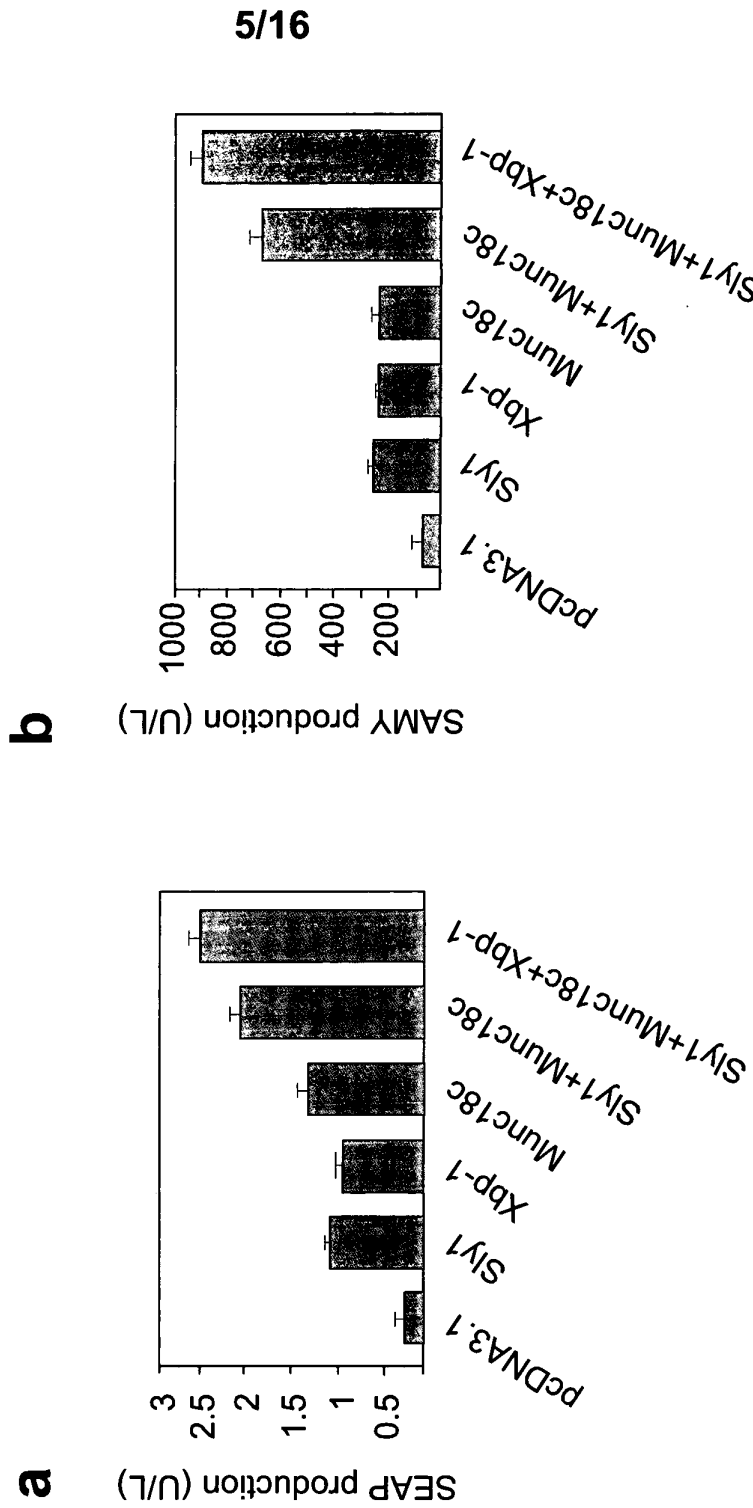 5/16
a
SEAP production (U/L)
3
2.5
2
1.5
1
0.5
pcDNA3.1
Sly1
Xbp-1
Munc18c
Sly1+Munc18c
Sly1+Munc18c+Xbp-1
b
SAMY production (U/L)
1000
800
600
400
200
pcDNA3.1
Sly1
Xbp-1
Munc18c
Sly1+Munc18c
Sly1+Munc18c+Xbp-1